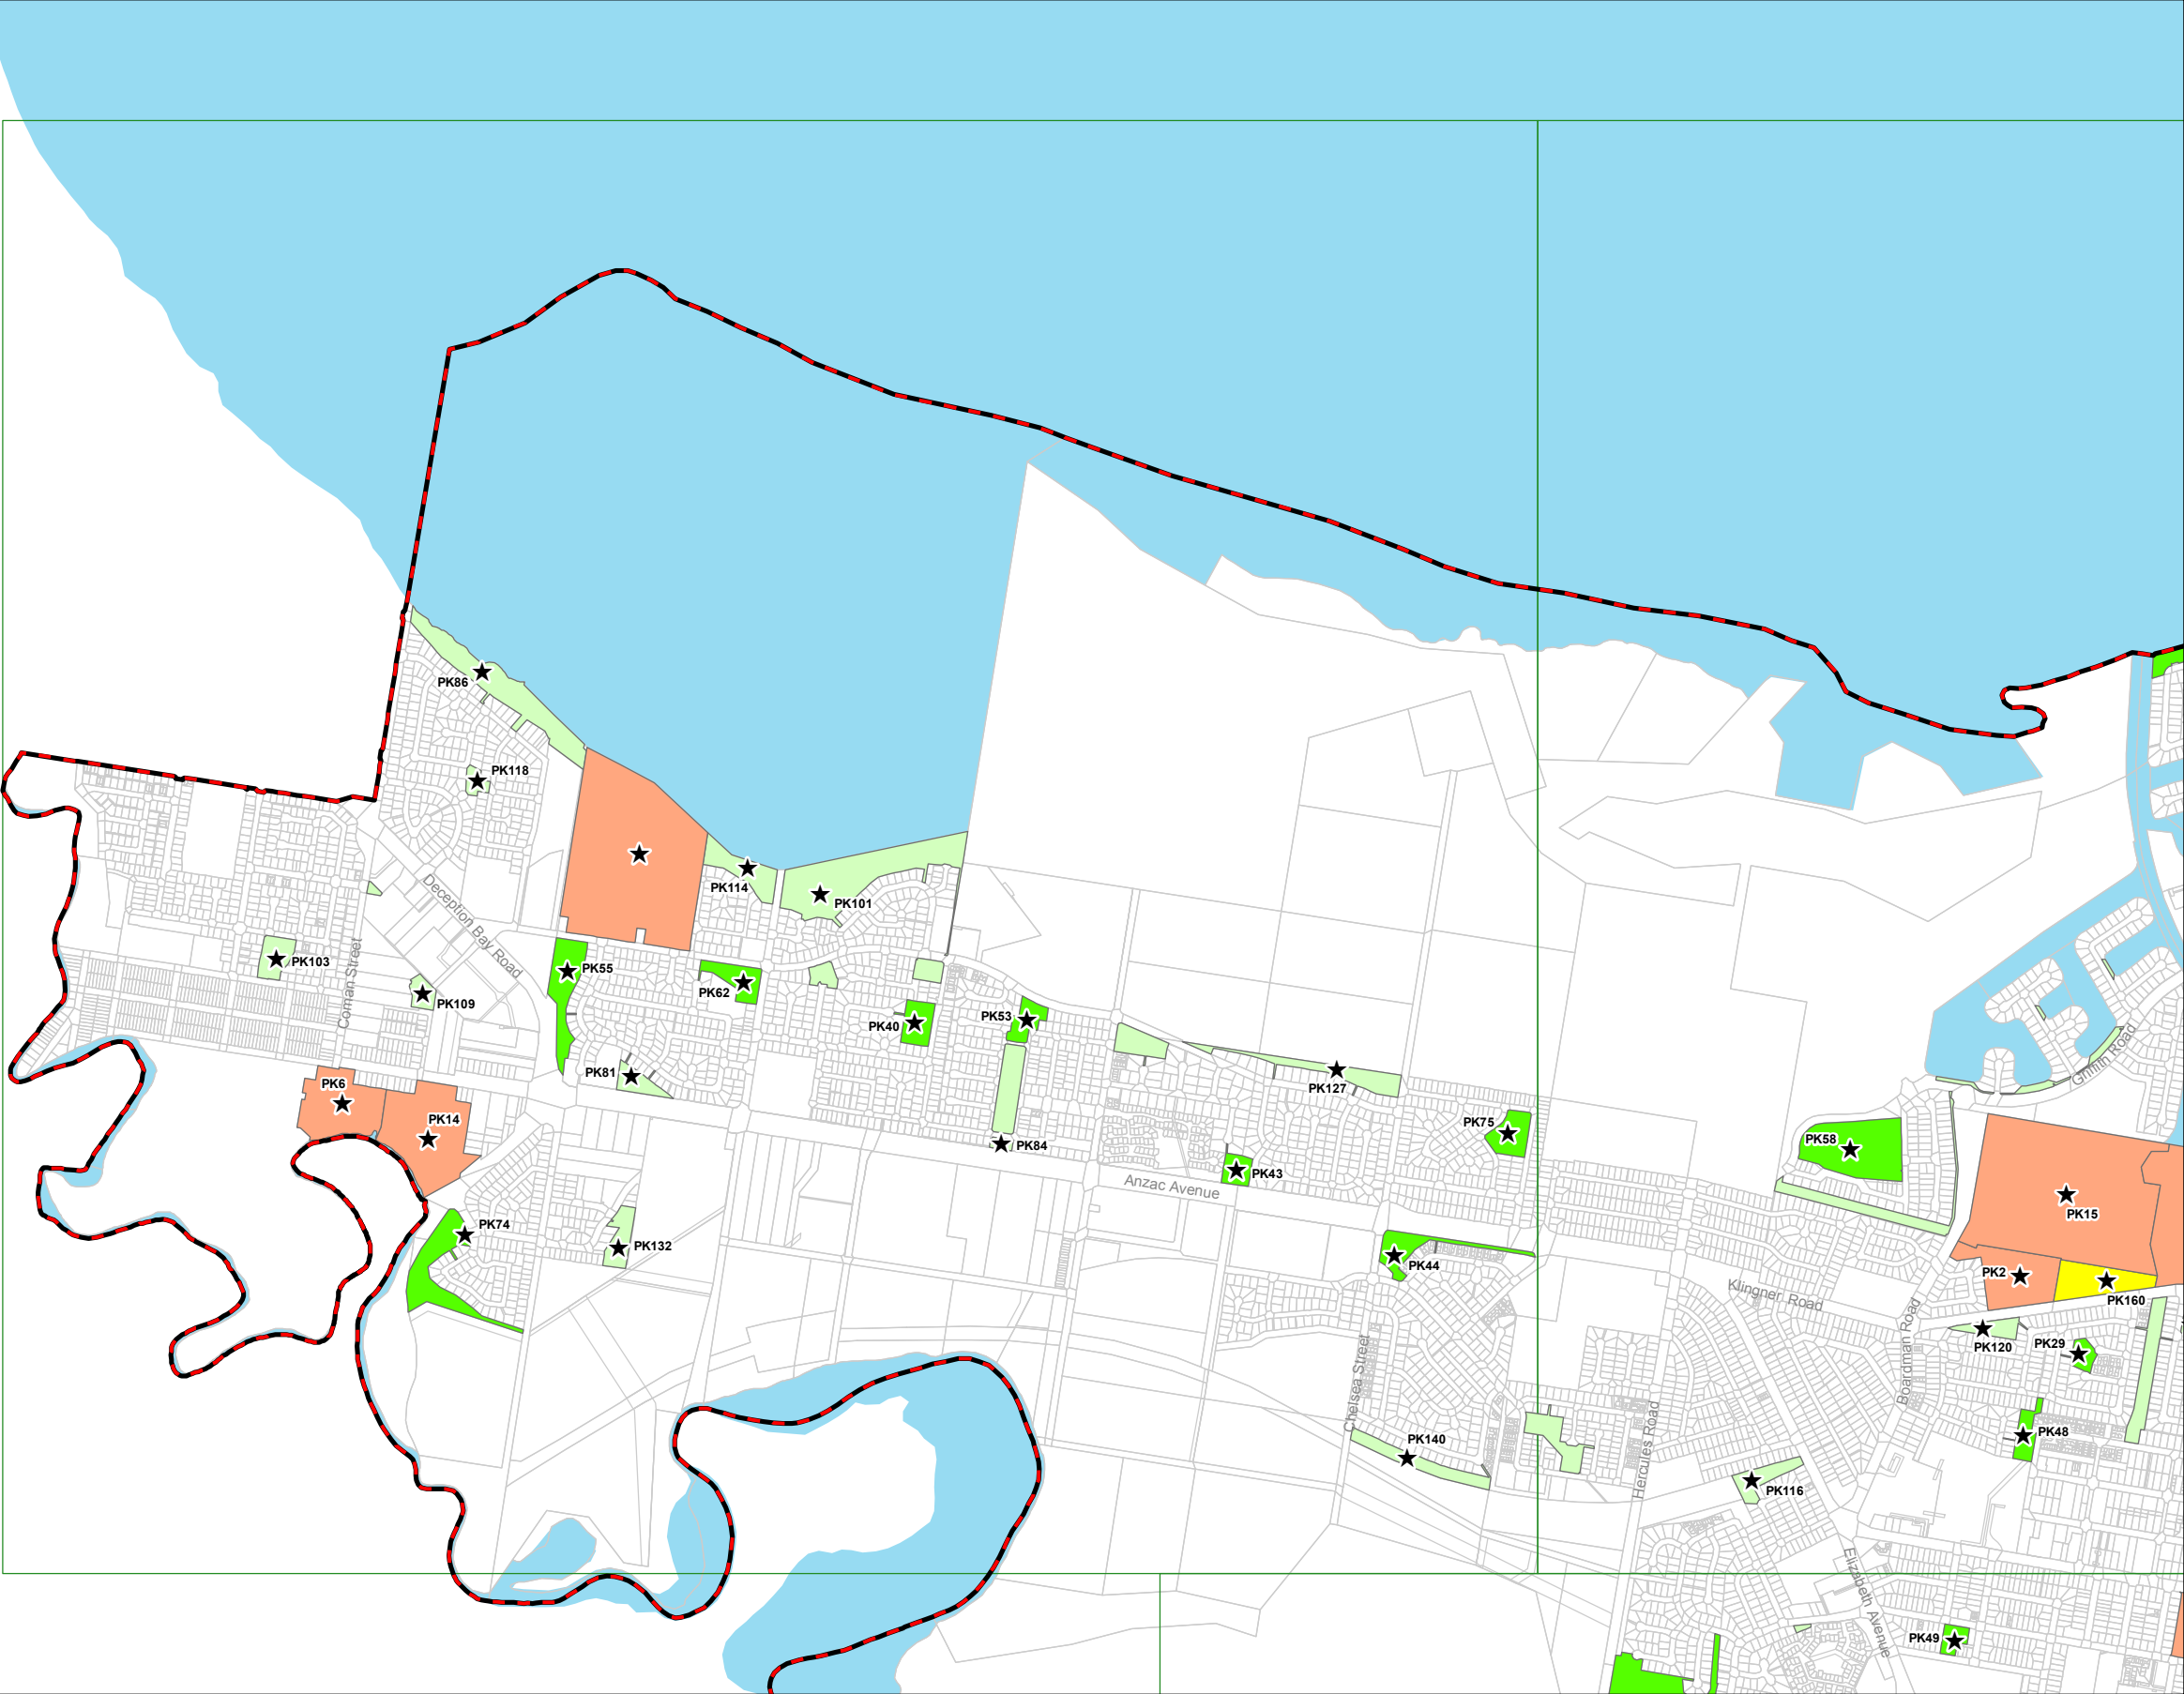 PK86
PK118
PK114
PK101
Deception Bay Road
PK103
Coman Street
PK109
PK55
PK62
PK40
PK53
PK81
PK127
PK6
PK14
PK84
PK75
PK43
Anzac Avenue
PK58
Griffith Road
PK15
PK74
PK132
PK44
PK2
PK160
Klingner Road
Boardman Road
PK120
PK29
Chelsea Street
PK140
PK48
Hercules Road
PK116
Elizabeth Avenue
PK49